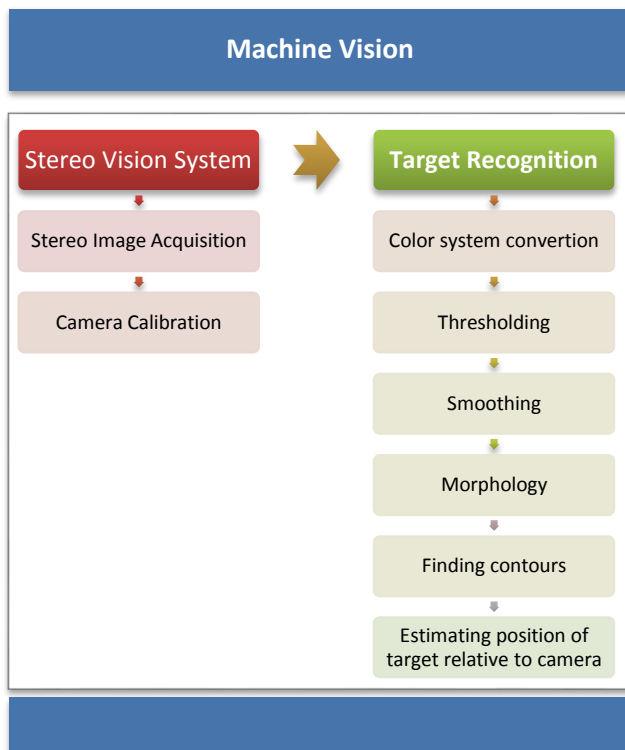 Machine Vision
Stereo Vision System
Stereo Image Acquisition
Camera Calibration
Target Recognition
Color system convertion
Thresholding
Smoothing
Morphology
Finding contours
Estimating position of
target relative to camera